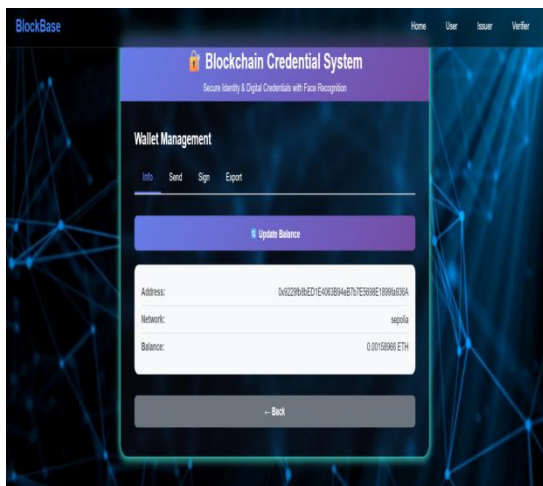 BlockBase
Home User Issuer Verifier
Blockchain Credential System
Secure Identity & Digital Credentials with Face Recognition
Wallet Management
Info Send Sign Export
Update Balance
Address:
Network: sepolia
Balance: 0.00158966 ETH
← Back